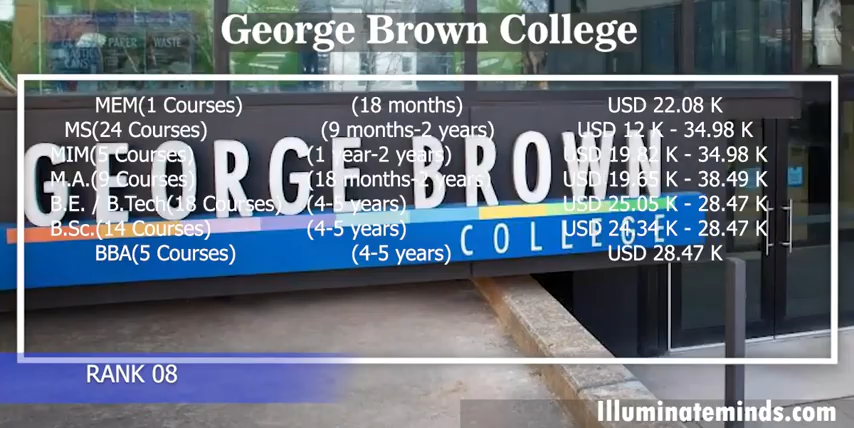 George Brown College
PAPER WASTE
CANS
MEM(1 Courses) (18 months) USD 22.08 K
MS(24 Courses) (9 months-2 years) USD 12 K - 34.98 K
MIM(5 Courses) (1 year-2 years) USD 19.82 K - 34.98 K
M.A.(9 Courses) (18 months-2 years) USD 19.65 K - 38.49 K
B.E. / B.Tech(18 Courses) (4-5 years) USD 25.05 K - 28.47 K
B.Sc.(14 Courses) (4-5 years) USD 24.34 K - 28.47 K
BBA(5 Courses) (4-5 years) USD 28.47 K
GEORGE BROWN
COLLEGE
RANK 08
Illuminateminds.com